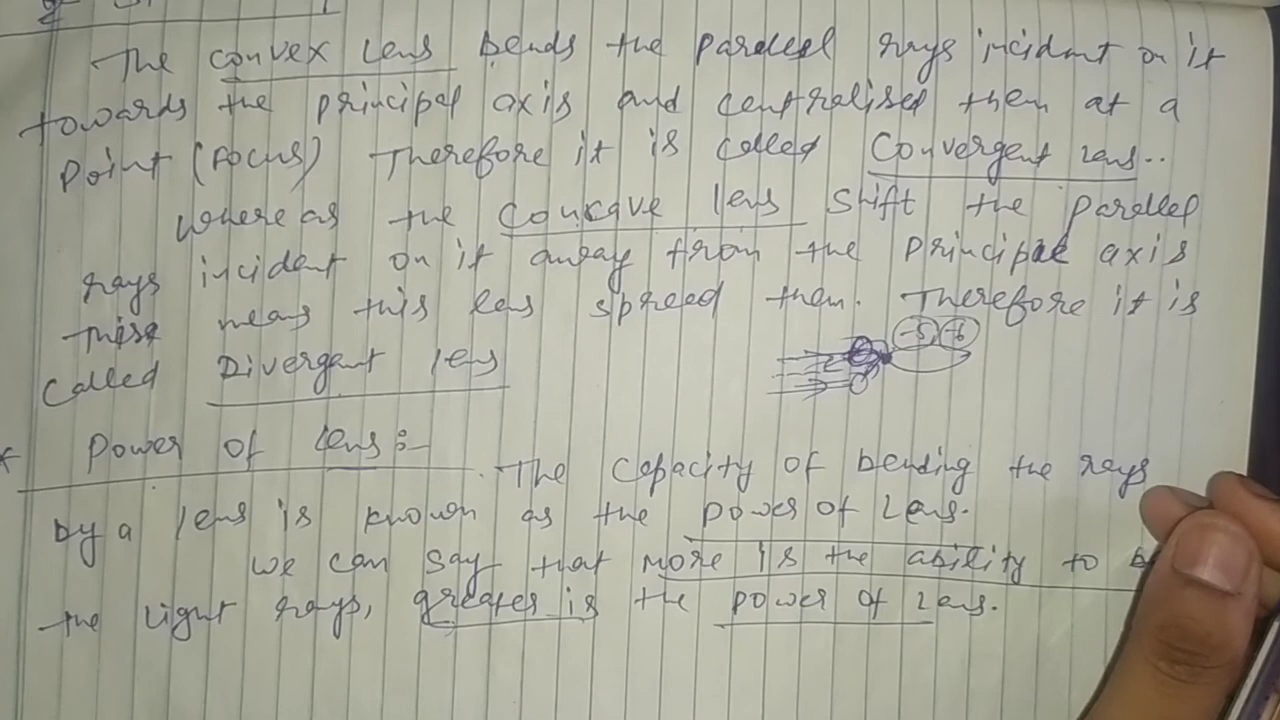 The convex lens bends the parallel rays incident on it
towards the principal axis and centralised them at a
point (Focus) Therefore it is called Convergent lens..
whereas the Concave lens shift the parallel
rays incident on it away from the principal axis
means this lens spread them. Therefore it is
-5, -6
called Divergent lens
* Power of lens:-
The capacity of bending the rays
by a lens is known as the power of Lens.
we can say that more is the ability to
the light rays, greater is the power of Lens.